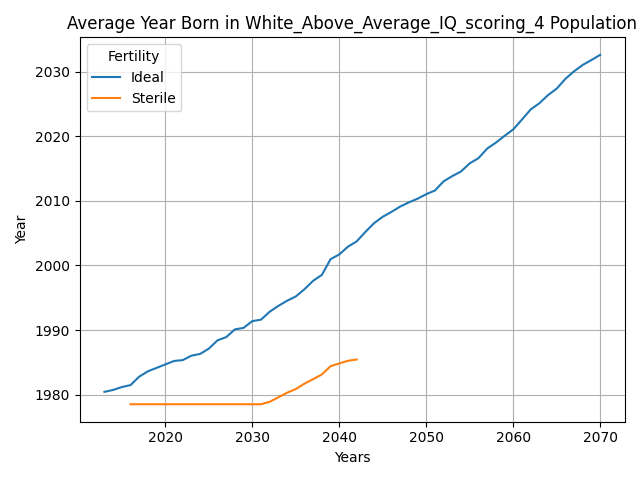 Average Year Born in White_Above_Average_IQ_scoring_4 Population
Fertility
Ideal
Sterile
Year
2030
2020
2010
2000
1990
1980
2020 2030 2040 2050 2060 2070
Years